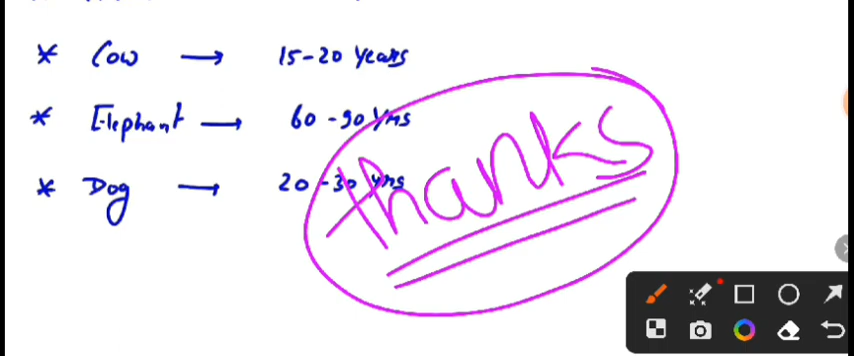 * Cow → 15-20 years
* Elephant → 60-90 yrs
* Dog → 20-30 yrs
thanks